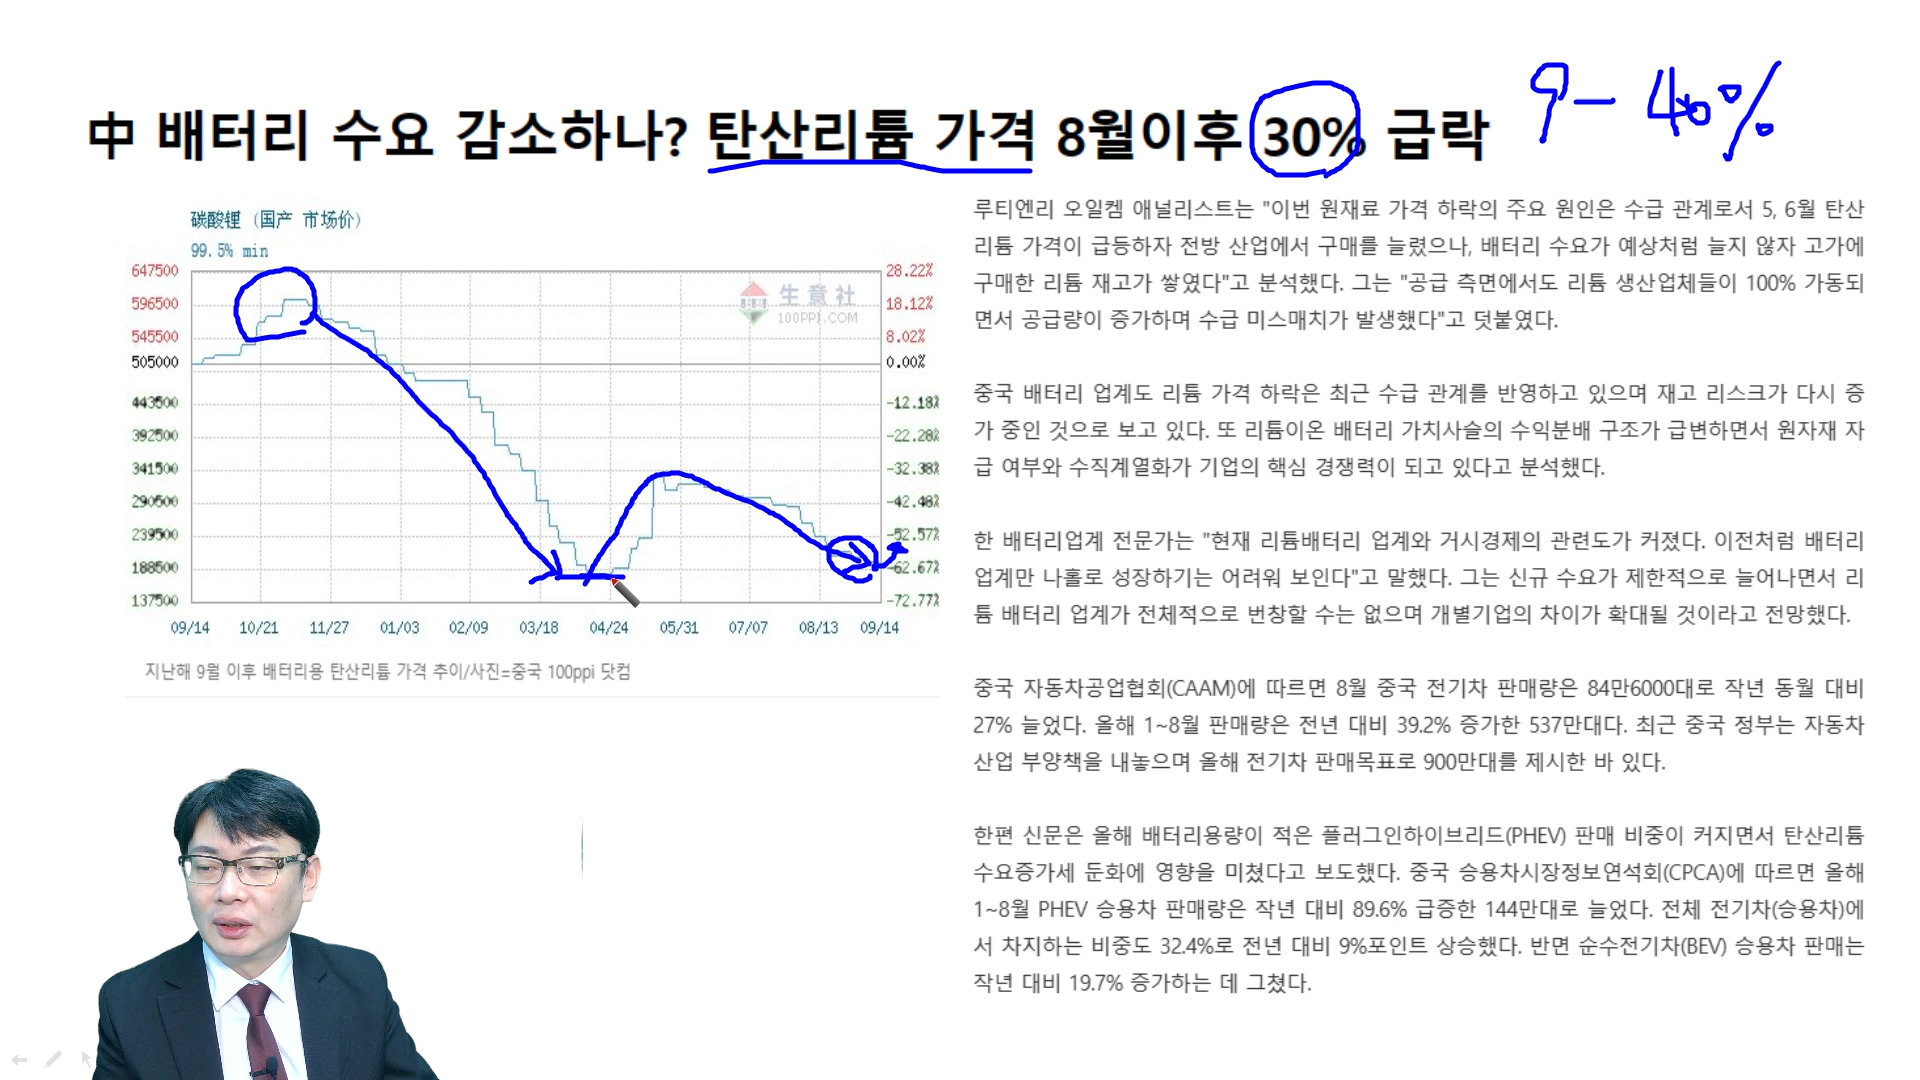 中 배터리 수요 감소하나? 탄산리튬 가격 8월이후 30% 급락
9- 40%
碳酸锂 (国产 市场价)
99.5% min
647500
596500
545500
505000
443500
392500
341500
290500
239500
188500
137500
28.22%
18.12%
8.02%
0.00%
-12.18%
-22.28%
-32.38%
-42.48%
-52.57%
-62.67%
-72.77%
生意社
100PPI.COM
09/14 10/21 11/27 01/03 02/09 03/18 04/24 05/31 07/07 08/13 09/14
지난해 9월 이후 배터리용 탄산리튬 가격 추이/사진=중국 100ppi 닷컴
루티엔리 오일켐 애널리스트는 "이번 원재료 가격 하락의 주요 원인은 수급 관계로서 5, 6월 탄산
리튬 가격이 급등하자 전방 산업에서 구매를 늘렸으나, 배터리 수요가 예상처럼 늘지 않자 고가에
구매한 리튬 재고가 쌓였다"고 분석했다. 그는 "공급 측면에서도 리튬 생산업체들이 100% 가동되
면서 공급량이 증가하며 수급 미스매치가 발생했다"고 덧붙였다.
중국 배터리 업계도 리튬 가격 하락은 최근 수급 관계를 반영하고 있으며 재고 리스크가 다시 증
가 중인 것으로 보고 있다. 또 리튬이온 배터리 가치사슬의 수익분배 구조가 급변하면서 원자재 자
급 여부와 수직계열화가 기업의 핵심 경쟁력이 되고 있다고 분석했다.
한 배터리업계 전문가는 "현재 리튬배터리 업계와 거시경제의 관련도가 커졌다. 이전처럼 배터리
업계만 나홀로 성장하기는 어려워 보인다"고 말했다. 그는 신규 수요가 제한적으로 늘어나면서 리
튬 배터리 업계가 전체적으로 번창할 수는 없으며 개별기업의 차이가 확대될 것이라고 전망했다.
중국 자동차공업협회(CAAM)에 따르면 8월 중국 전기차 판매량은 84만6000대로 작년 동월 대비
27% 늘었다. 올해 1~8월 판매량은 전년 대비 39.2% 증가한 537만대다. 최근 중국 정부는 자동차
산업 부양책을 내놓으며 올해 전기차 판매목표로 900만대를 제시한 바 있다.
한편 신문은 올해 배터리용량이 적은 플러그인하이브리드(PHEV) 판매 비중이 커지면서 탄산리튬
수요증가세 둔화에 영향을 미쳤다고 보도했다. 중국 승용차시장정보연석회(CPCA)에 따르면 올해
1~8월 PHEV 승용차 판매량은 작년 대비 89.6% 급증한 144만대로 늘었다. 전체 전기차(승용차)에
서 차지하는 비중도 32.4%로 전년 대비 9%포인트 상승했다. 반면 순수전기차(BEV) 승용차 판매는
작년 대비 19.7% 증가하는 데 그쳤다.